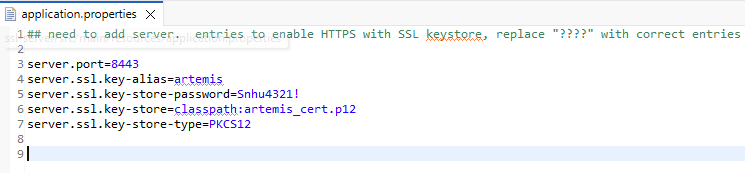 application.properties
1 ## need to add server.  entries to enable HTTPS with SSL keystore, replace "????" with correct entries
2
3 server.port=8443
4 server.ssl.key-alias=artemis
5 server.ssl.key-store-password=Snhu4321!
6 server.ssl.key-store=classpath:artemis_cert.p12
7 server.ssl.key-store-type=PKCS12
8
9